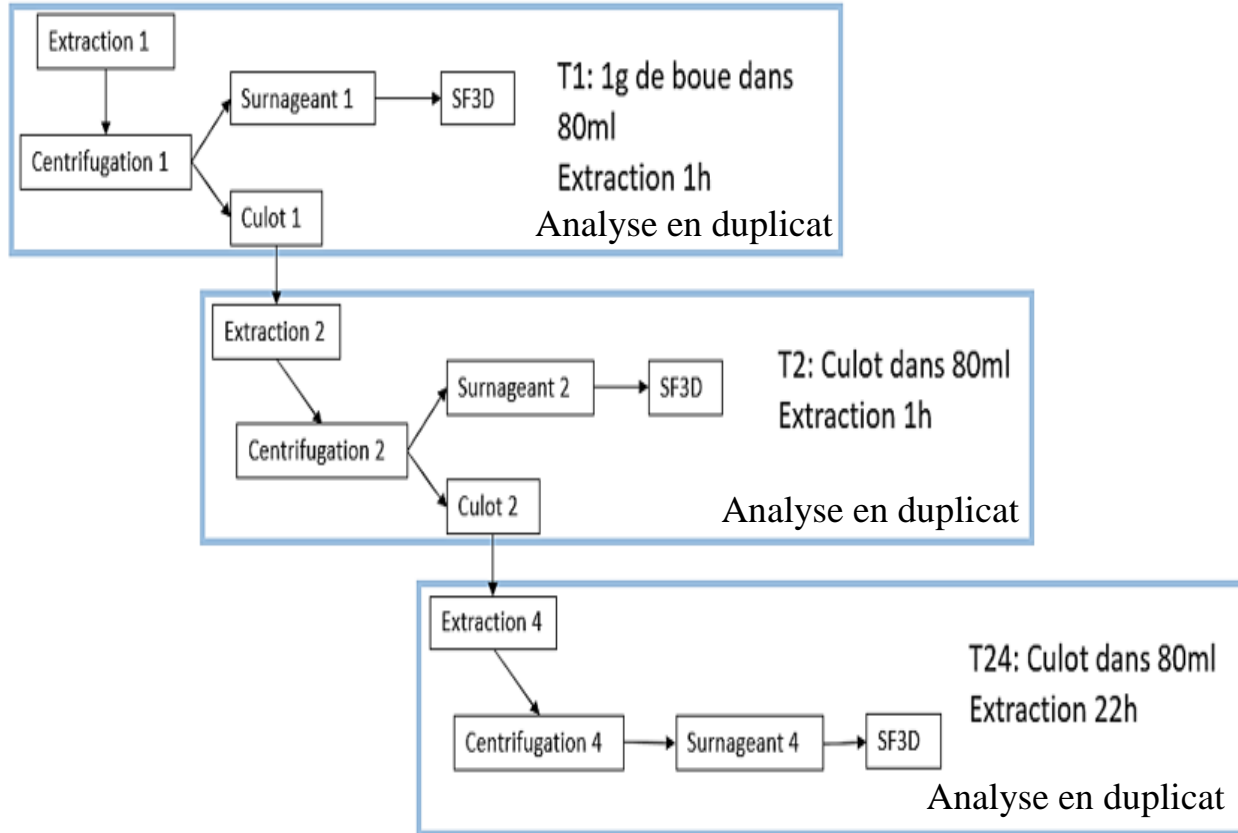 Extraction 1
Centrifugation 1
Surnageant 1
SF3D
Culot 1
T1: 1g de boue dans
80ml
Extraction 1h
Analyse en duplicat
Extraction 2
Centrifugation 2
Surnageant 2
SF3D
Culot 2
T2: Culot dans 80ml
Extraction 1h
Analyse en duplicat
Extraction 4
Centrifugation 4
Surnageant 4
SF3D
T24: Culot dans 80ml
Extraction 22h
Analyse en duplicat